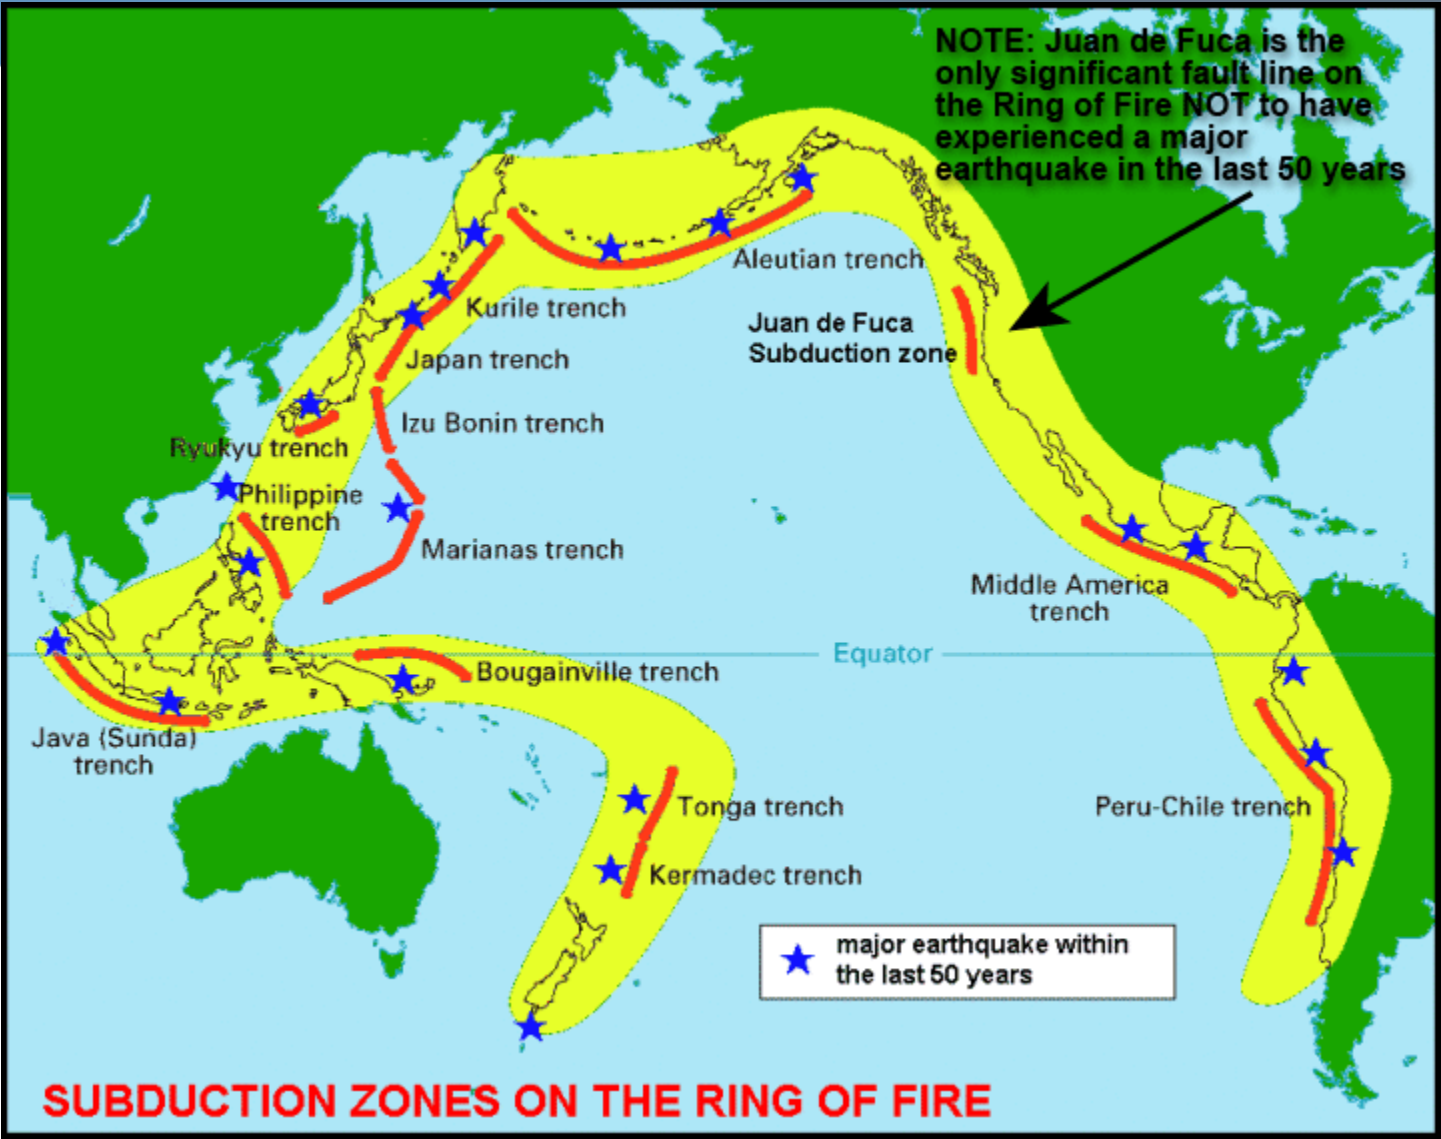 NOTE: Juan de Fuca is the
only significant fault line on
the Ring of Fire NOT to have
experienced a major
earthquake in the last 50 years
Aleutian trench
Kurile trench
Juan de Fuca
Subduction zone
Japan trench
Izu Bonin trench
Ryukyu trench
Philippine
trench
Marianas trench
Middle America
trench
Equator
Bougainville trench
Java (Sunda)
trench
Tonga trench
Peru-Chile trench
Kermadec trench
major earthquake within
the last 50 years
SUBDUCTION ZONES ON THE RING OF FIRE